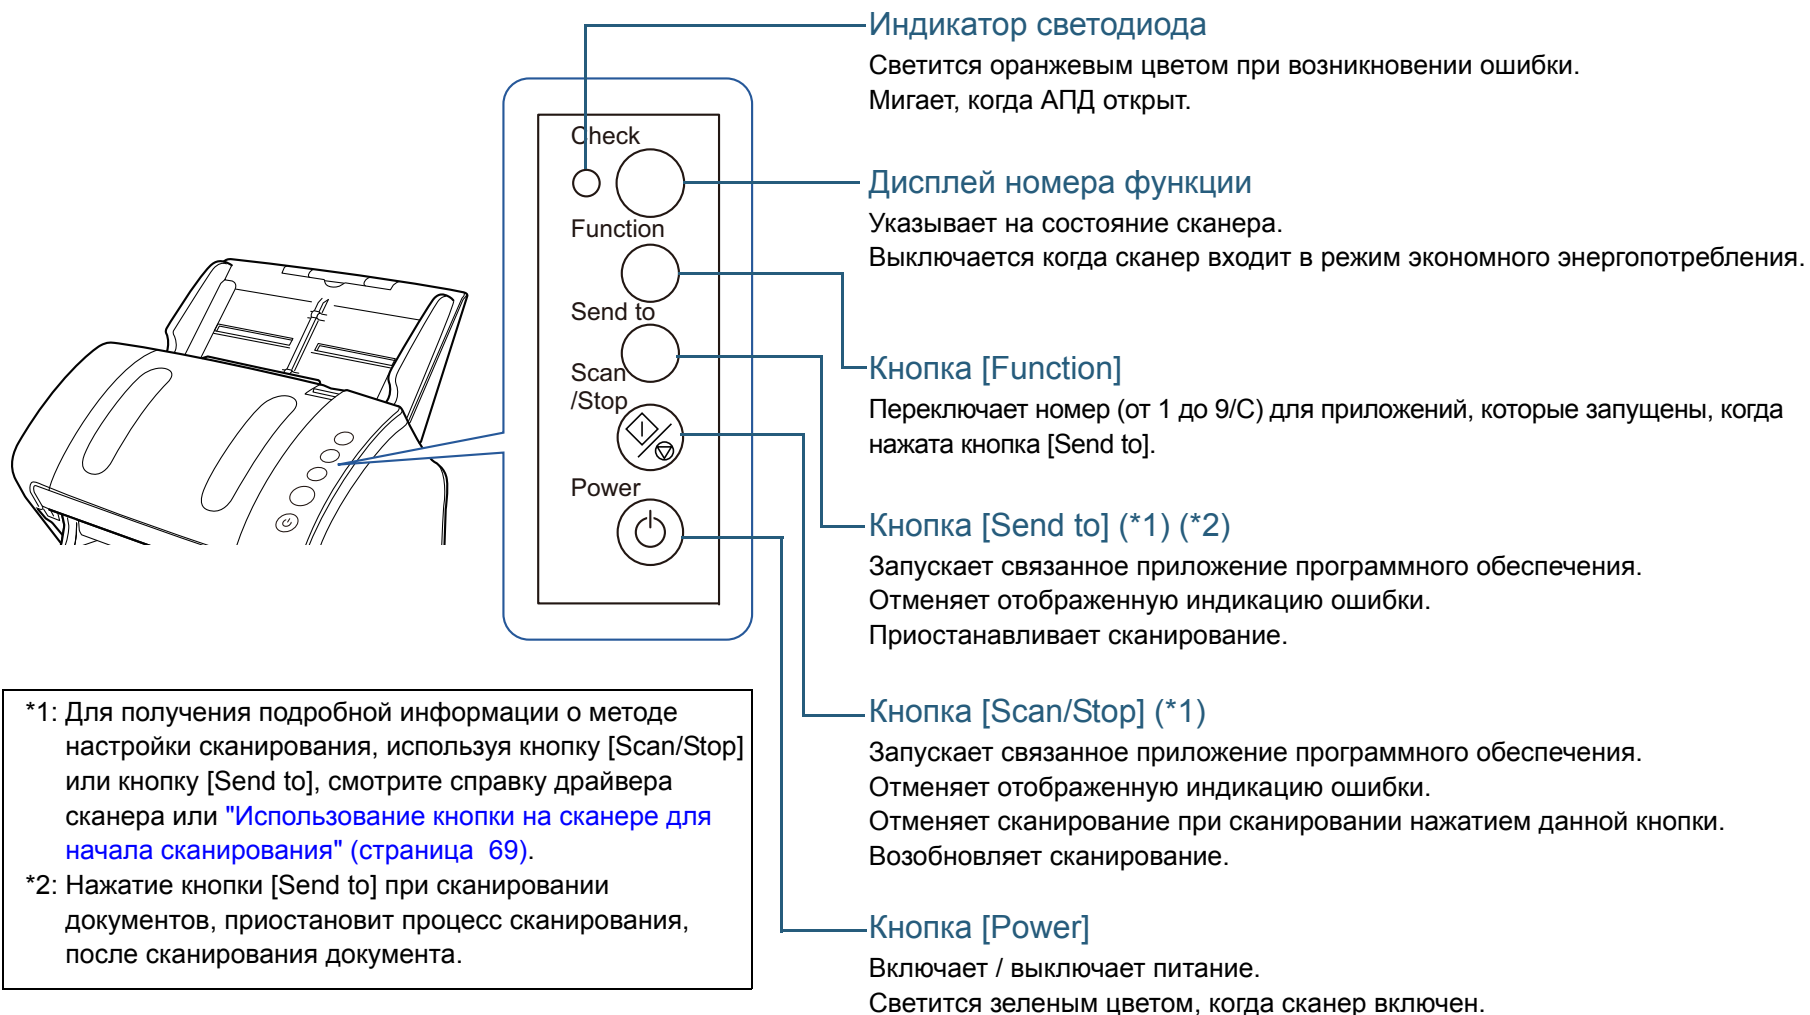 Индикатор светодиода
Светится оранжевым цветом при возникновении ошибки.
Мигает, когда АПД открыт.
Check
Дисплей номера функции
Указывает на состояние сканера.
Выключается когда сканер входит в режим экономного энергопотребления.
Function
Send to
Scan
/Stop
Power
Кнопка [Function]
Переключает номер (от 1 до 9/C) для приложений, которые запущены, когда
нажата кнопка [Send to].
Кнопка [Send to] (*1) (*2)
Запускает связанное приложение программного обеспечения.
Отменяет отображенную индикацию ошибки.
Приостанавливает сканирование.
Кнопка [Scan/Stop] (*1)
Запускает связанное приложение программного обеспечения.
Отменяет отображенную индикацию ошибки.
Отменяет сканирование при сканировании нажатием данной кнопки.
Возобновляет сканирование.
Кнопка [Power]
Включает / выключает питание.
Светится зеленым цветом, когда сканер включен.
*1: Для получения подробной информации о методе
настройки сканирования, используя кнопку [Scan/Stop]
или кнопку [Send to], смотрите справку драйвера
сканера или "Использование кнопки на сканере для
начала сканирования" (страница 69).
*2: Нажатие кнопки [Send to] при сканировании
документов, приостановит процесс сканирования,
после сканирования документа.